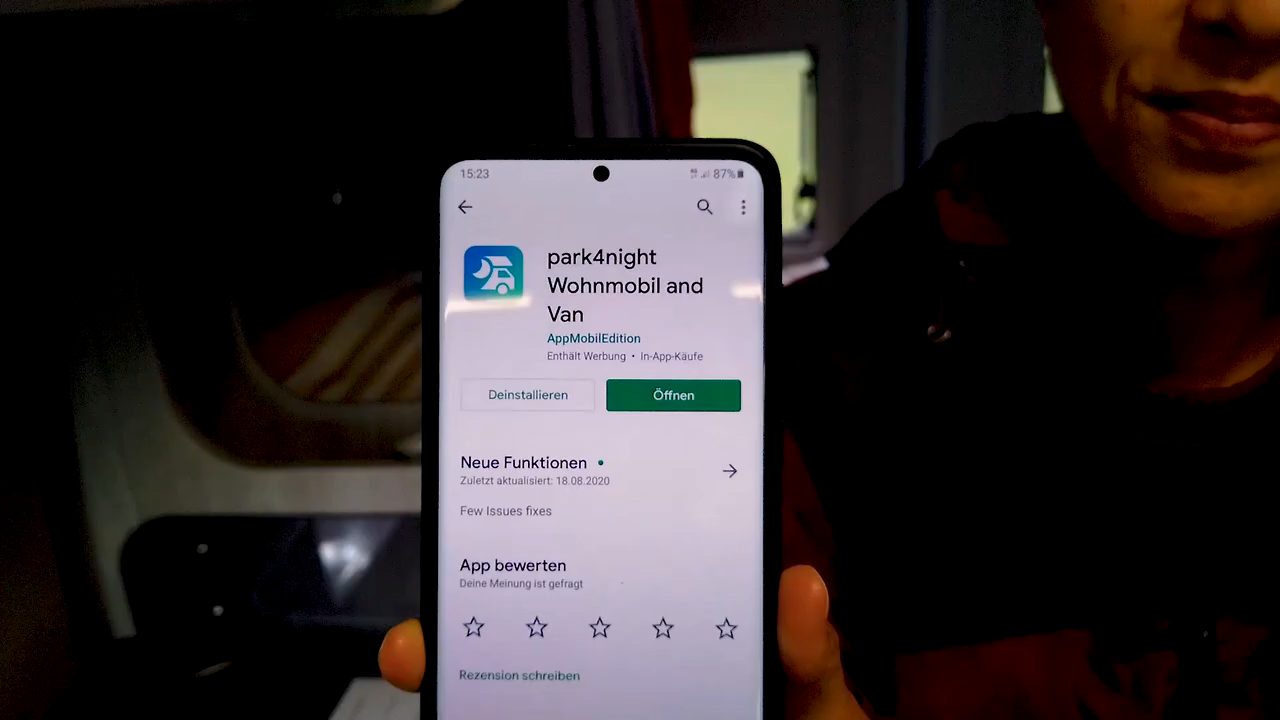 15:23
87%
park4night
Wohnmobil and
Van
AppMobilEdition
Enthält Werbung • In-App-Käufe
Deinstallieren
Öffnen
Neue Funktionen •
Zuletzt aktualisiert: 18.08.2020
Few Issues fixes
App bewerten
Deine Meinung ist gefragt
Rezension schreiben